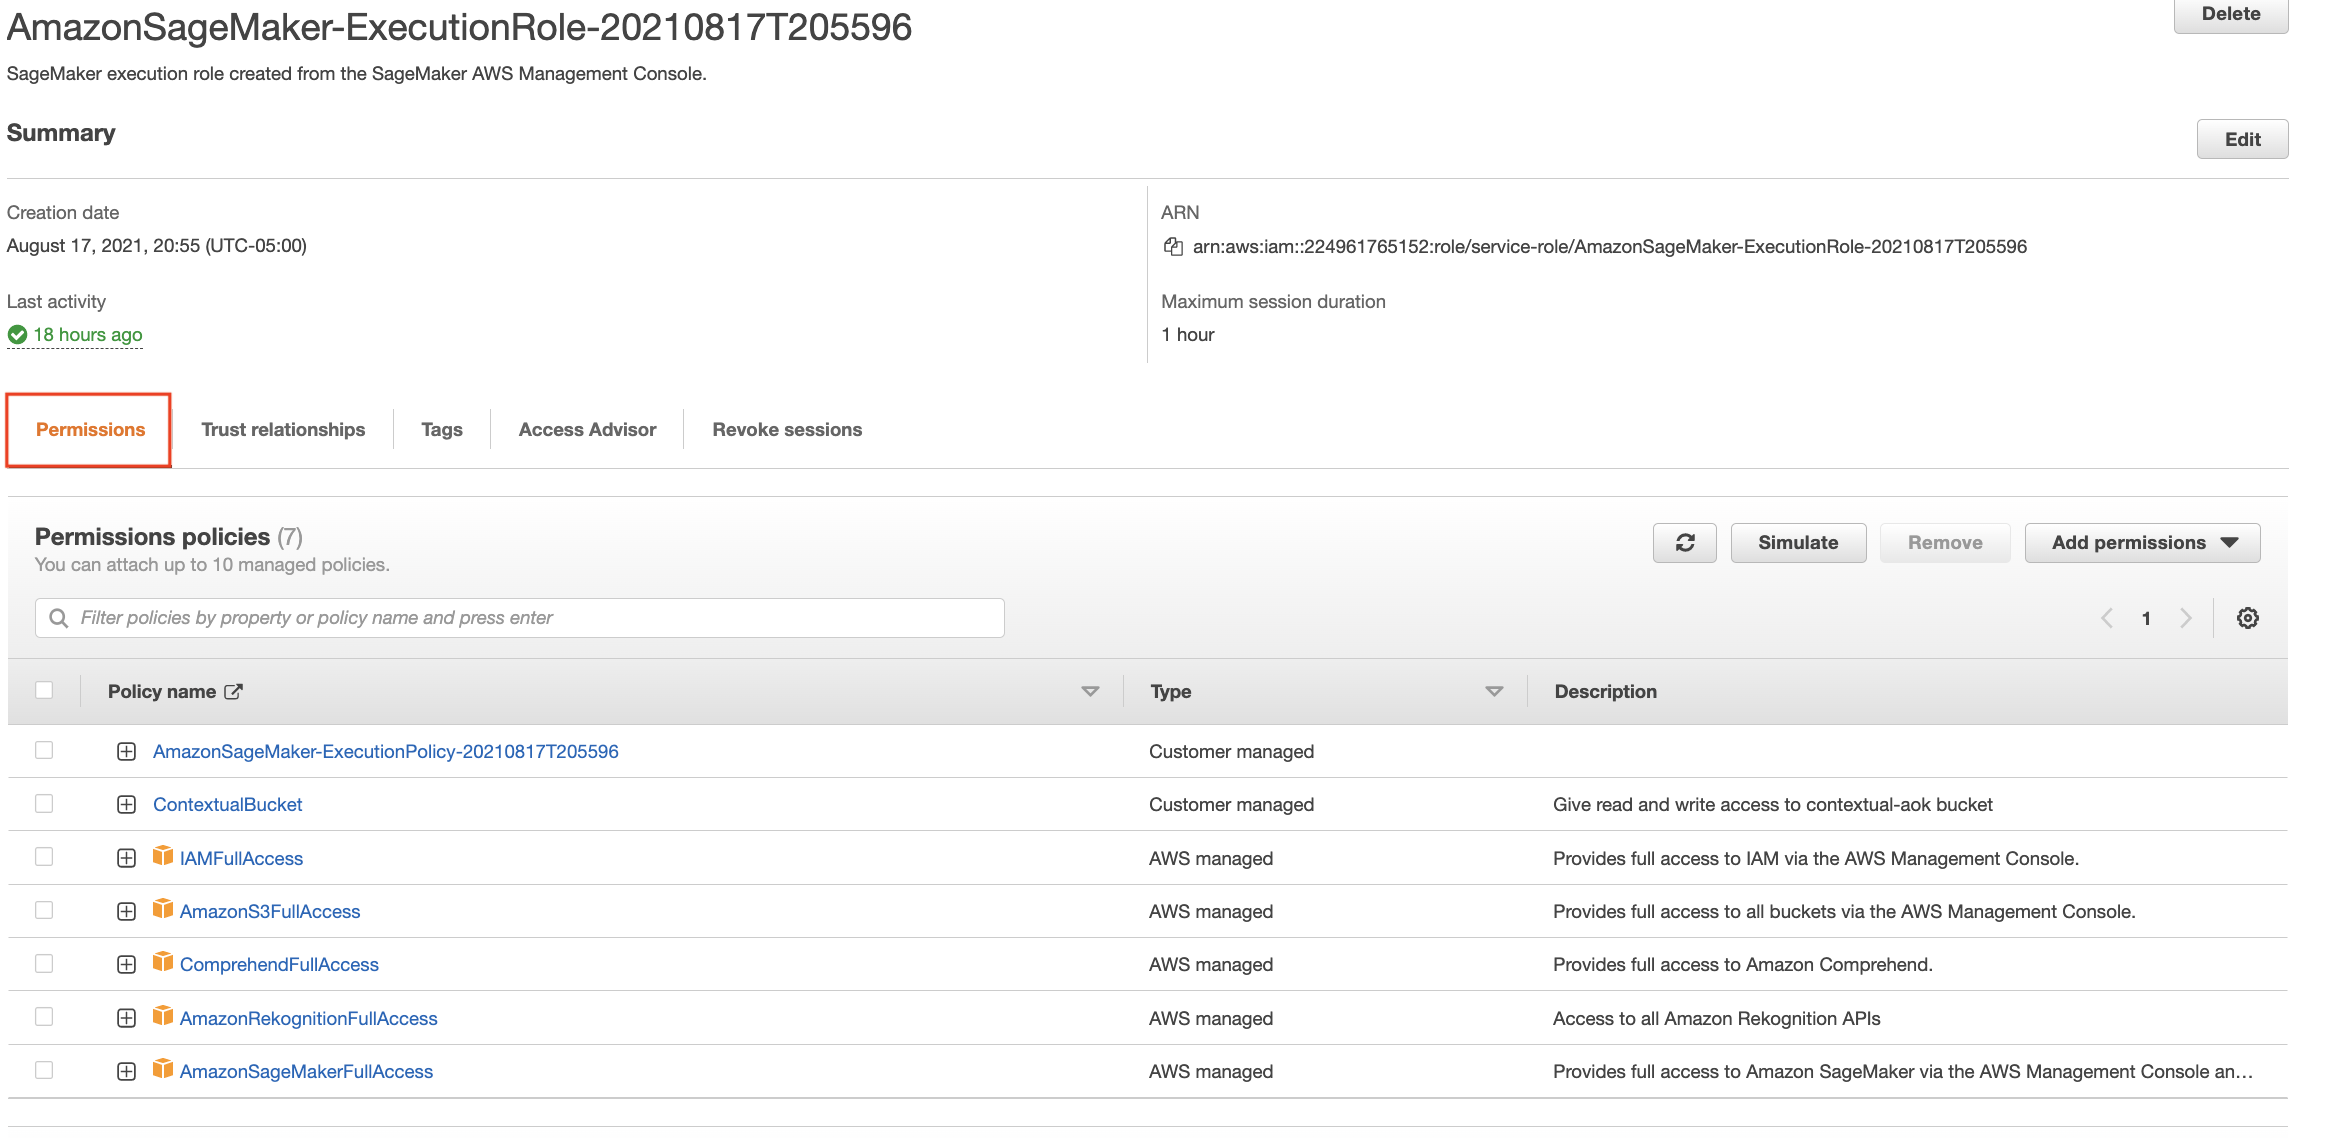 AmazonSageMaker-ExecutionRole-20210817T205596
Delete
SageMaker execution role created from the SageMaker AWS Management Console.
Summary
Edit
Creation date
August 17, 2021, 20:55 (UTC-05:00)
ARN
arn:aws:iam::224961765152:role/service-role/AmazonSageMaker-ExecutionRole-20210817T205596
Last activity
18 hours ago
Maximum session duration
1 hour
Permissions
Trust relationships
Tags
Access Advisor
Revoke sessions
Permissions policies (7)
You can attach up to 10 managed policies.
Simulate
Remove
Add permissions
Filter policies by property or policy name and press enter
1
Policy name
Type
Description
AmazonSageMaker-ExecutionPolicy-20210817T205596
Customer managed
ContextualBucket
Customer managed
Give read and write access to contextual-aok bucket
IAMFullAccess
AWS managed
Provides full access to IAM via the AWS Management Console.
AmazonS3FullAccess
AWS managed
Provides full access to all buckets via the AWS Management Console.
ComprehendFullAccess
AWS managed
Provides full access to Amazon Comprehend.
AmazonRekognitionFullAccess
AWS managed
Access to all Amazon Rekognition APIs
AmazonSageMakerFullAccess
AWS managed
Provides full access to Amazon SageMaker via the AWS Management Console an…